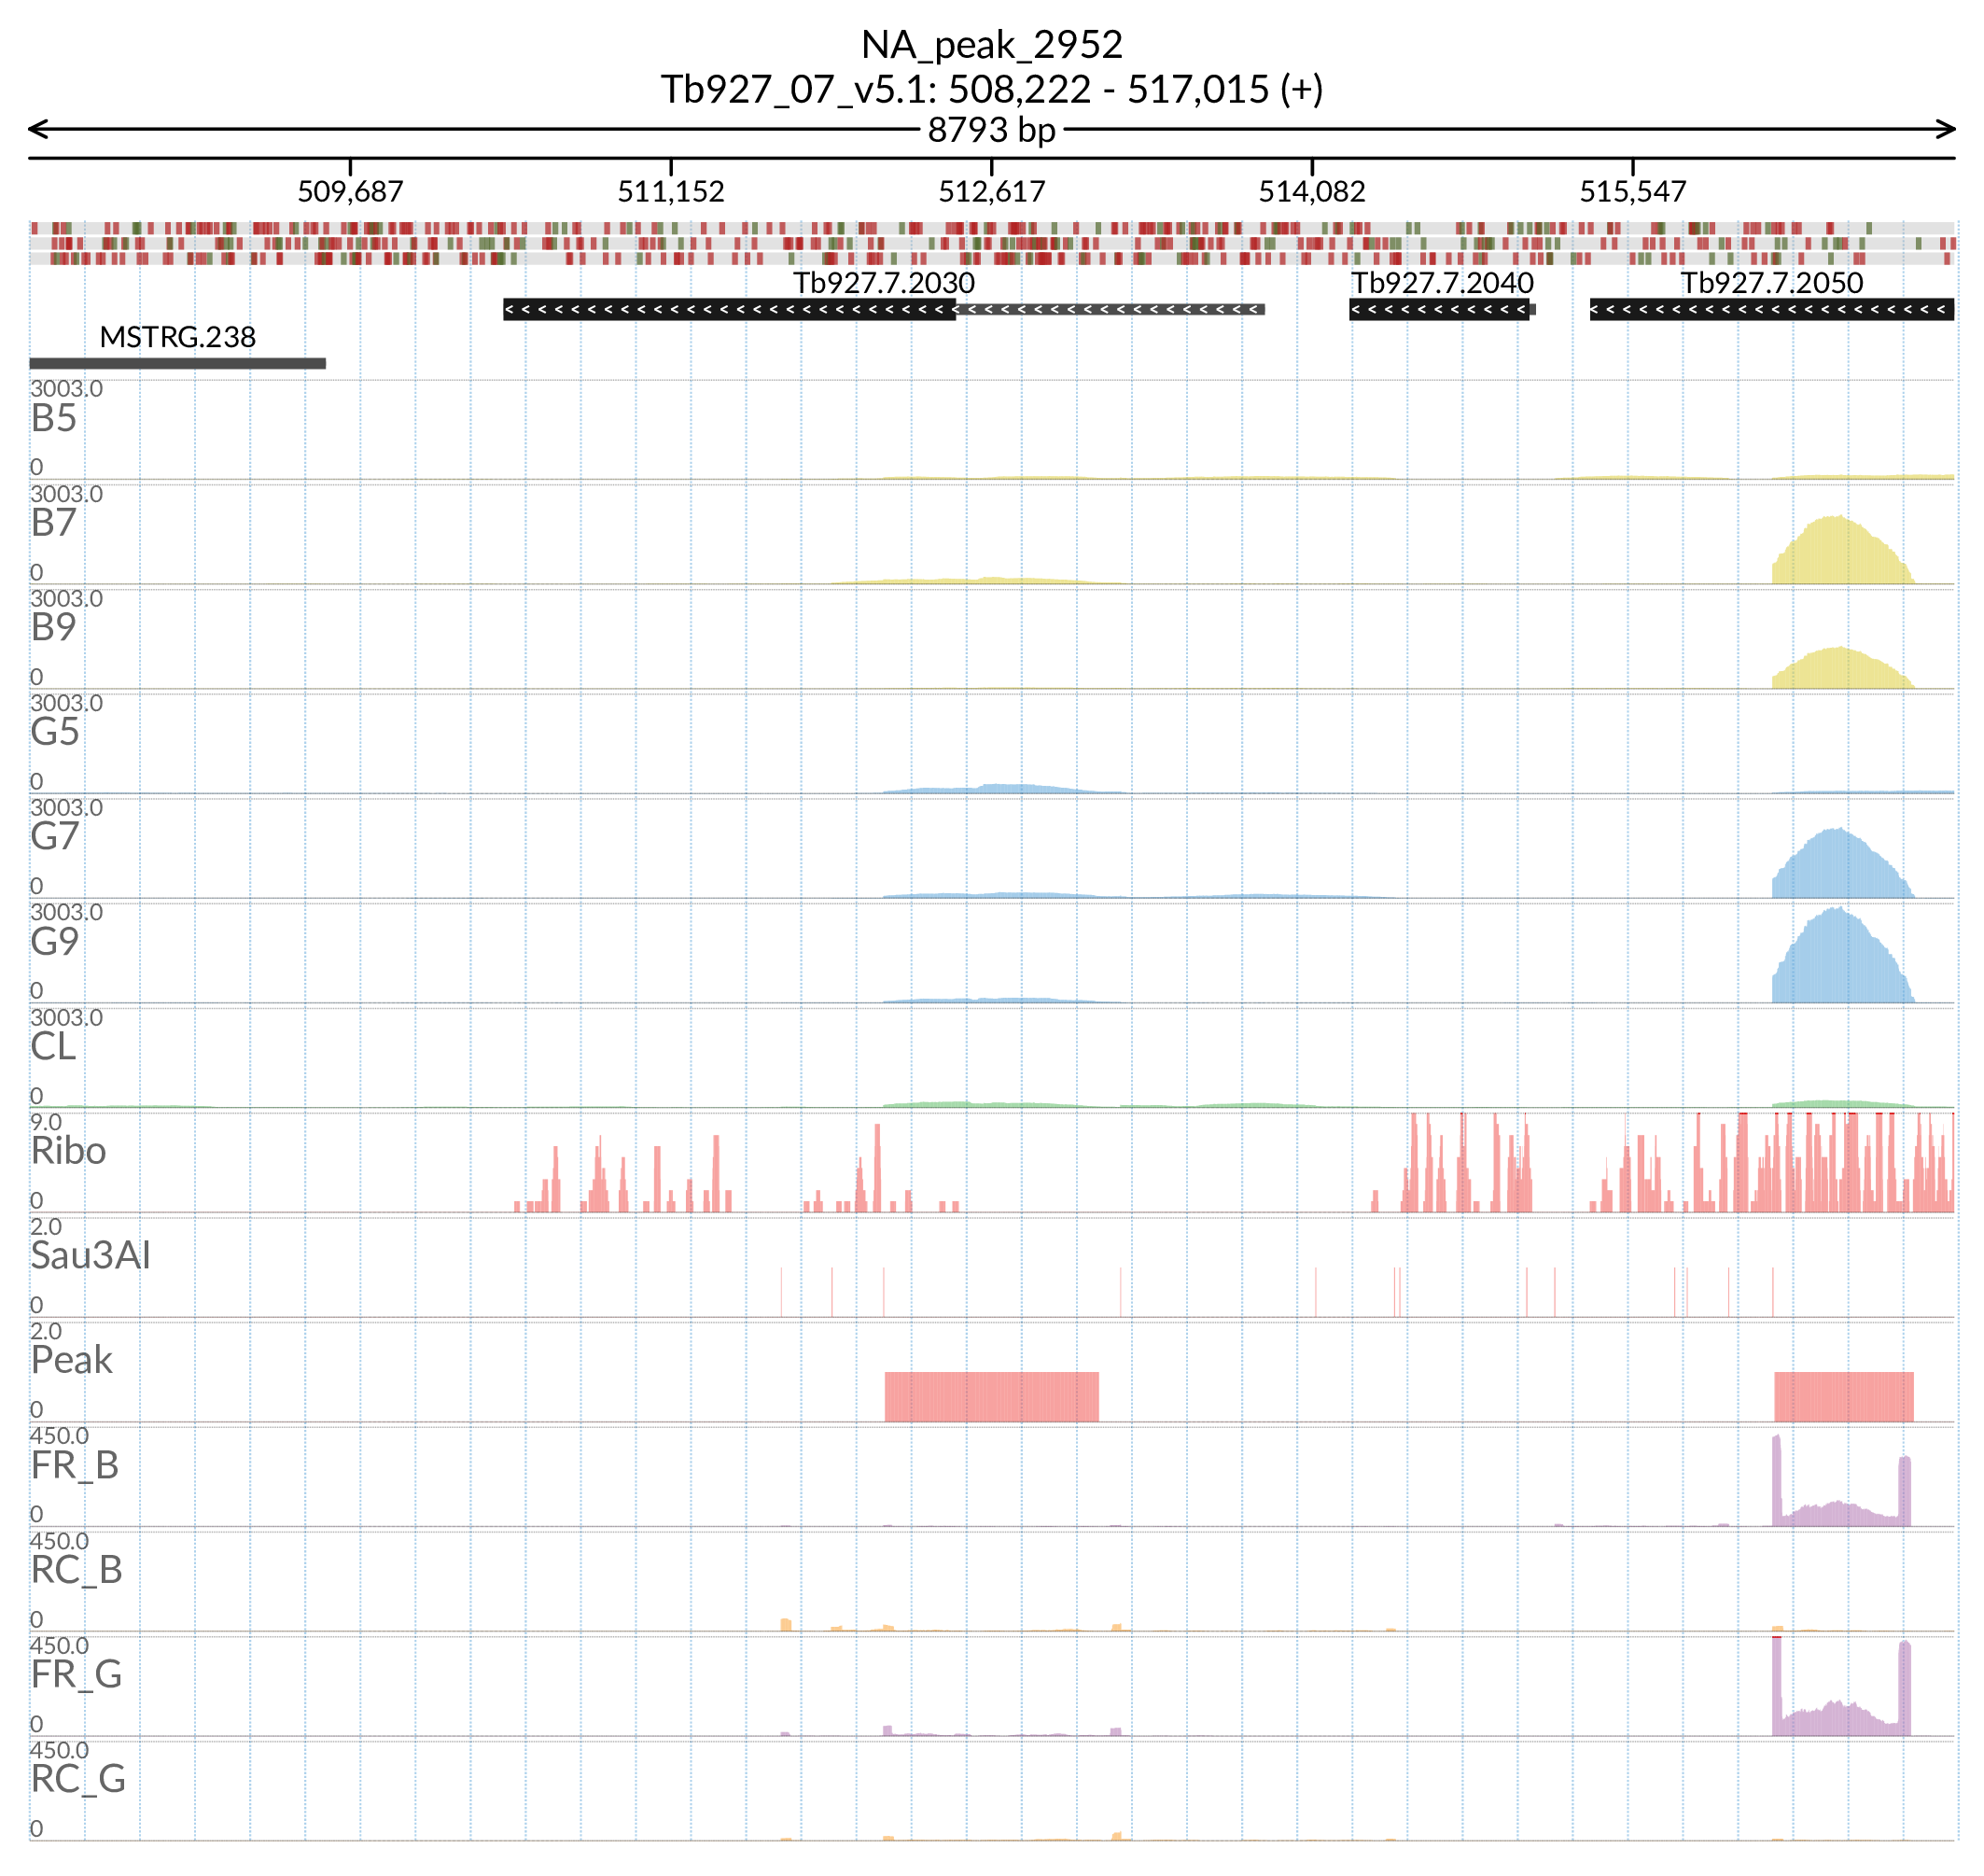 NA_peak_2952
Tb927_07_v5.1: 508,222 - 517,015 (+)
8793 bp
509,687 511,152 512,617 514,082 515,547
Tb927.7.2030 Tb927.7.2040 Tb927.7.2050
MSTRG.238
3003.0
B5
0
3003.0
B7
0
3003.0
B9
0
3003.0
G5
0
3003.0
G7
0
3003.0
G9
0
3003.0
CL
0
9.0
Ribo
0
2.0
Sau3AI
0
2.0
Peak
0
450.0
FR_B
0
450.0
RC_B
0
450.0
FR_G
0
450.0
RC_G
0